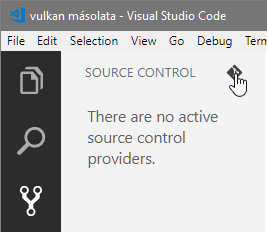 vulkan másolata - Visual Studio Code
File Edit Selection View Go Debug
SOURCE CONTROL
There are no active
source control
providers.